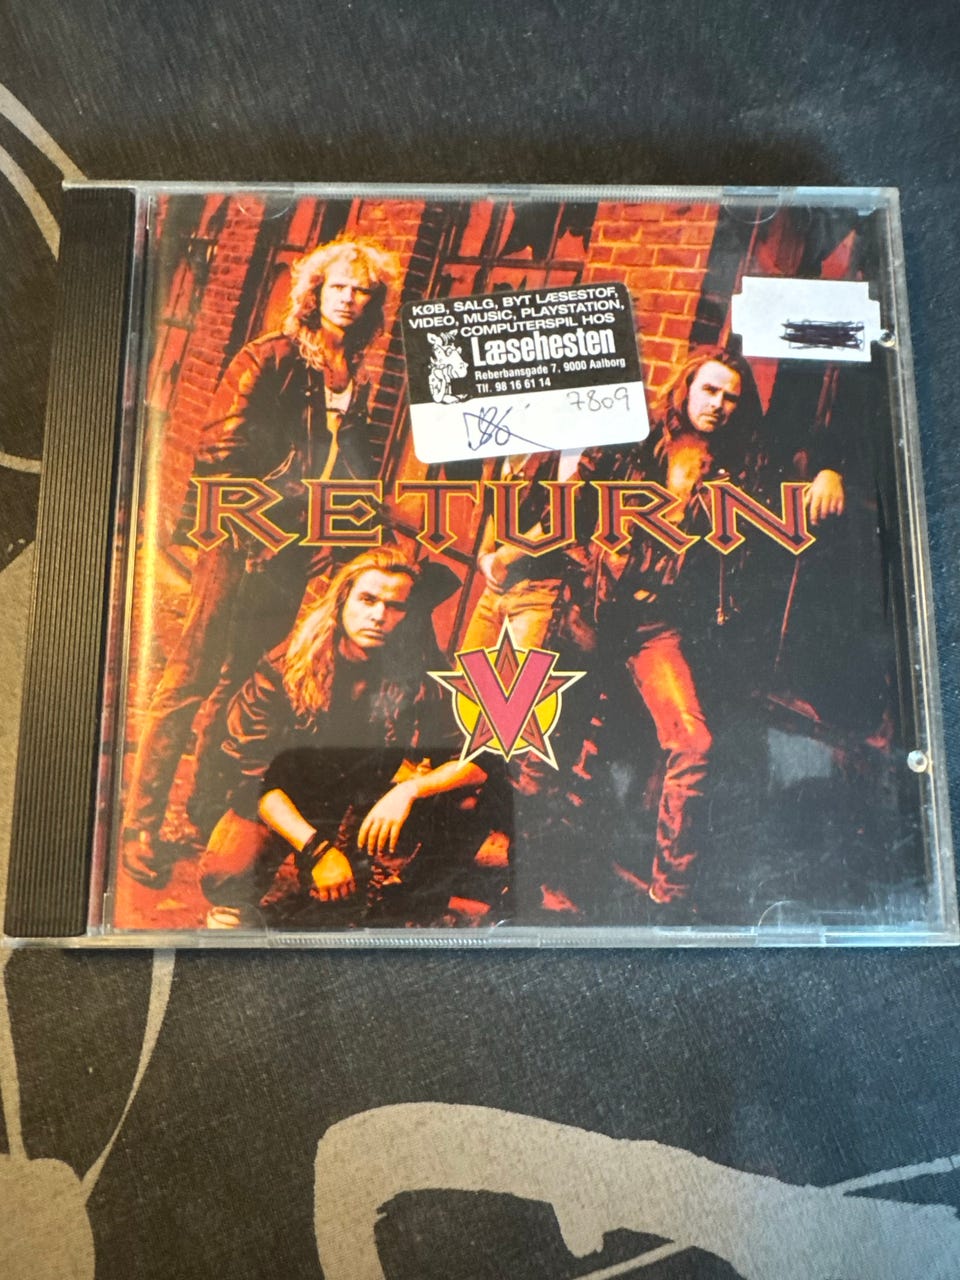 KØB, SALG, BYT LÆSESTOF,
VIDEO, MUSIC, PLAYSTATION,
COMPUTERSPIL HOS
Læsehesten
Reberbansgade 7, 9000 Aalborg
Tlf. 98 16 61 14
7809
RETURN
V